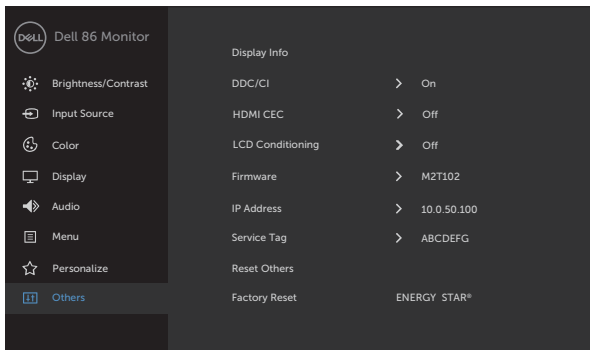 DELL Dell 86 Monitor
Display Info
Brightness/Contrast DDC/CI > On
Input Source HDMI CEC > Off
Color LCD Conditioning > Off
Display Firmware > M2T102
Audio IP Address > 10.0.50.100
Menu Service Tag > ABCDEFG
Personalize Reset Others
Others Factory Reset ENERGY STAR®